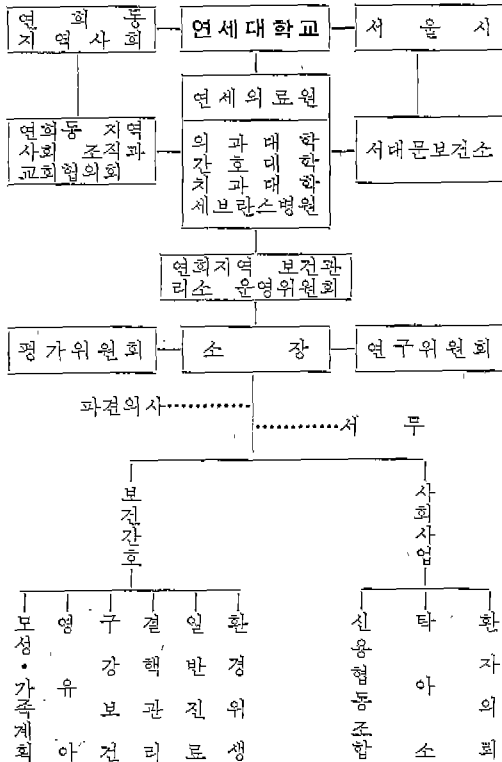 연희동
지역사회
연세대학교
서울시
연세의료원
연희동 지역
사회 조직과
교회협의회
의과대학
간호대학
치과대학
세브란스병원
서대문보건소
연희지역 보건관
리소 운영위원회
평가위원회
소장
연구위원회
파견의사
서무
보건간호
사회사업
모성·가족계획
영유아
구강보건
결핵관리
일반진료
환경위생
신용협동조합
탁아소
환자의뢰